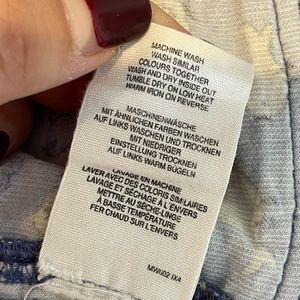 MACHINE WASH
WASH SIMILAR
COLOURS TOGETHER
WASH AND DRY INSIDE OUT
TUMBLE DRY ON LOW HEAT
WARM IRON ON REVERSE
MASCHINENWÄSCHE
MIT ÄHNLICHEN FARBEN WASCHEN
AUF LINKS WASCHEN UND TROCKNEN
MIT NIEDRIGER
EINSTELLUNG TROCKNEN
AUF LINKS WARM BÜGELN
LAVAGE EN MACHINE
LAVER AVEC DES COLORIS SIMILAIRES
LAVAGE ET SÉCHAGE À L'ENVERS
METTRE AU SÈCHE-LINGE
À BASSE TEMPÉRATURE
FER CHAUD SUR L'ENVERS